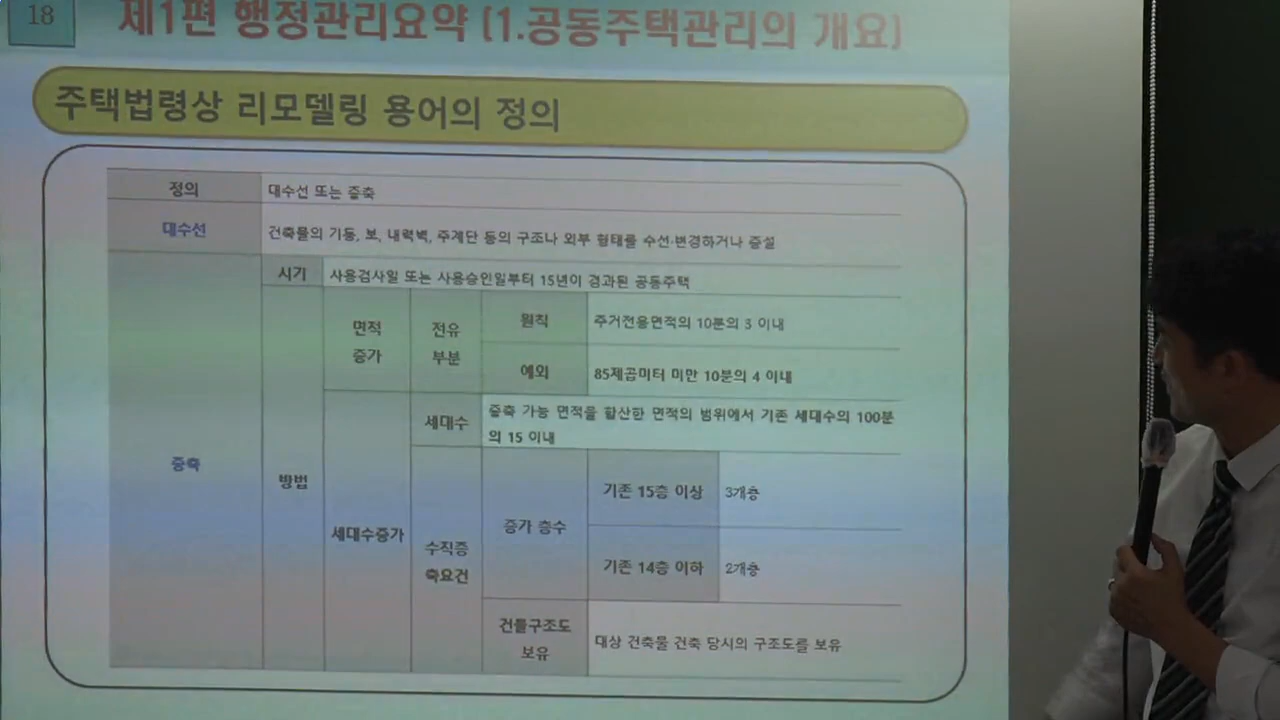 18
제1편 행정관리요약 (1.공동주택관리의 개요)
주택법령상 리모델링 용어의 정의
정의
대수선 또는 증축
대수선
건축물의 기둥, 보, 내력벽, 주계단 등의 구조나 외부 형태를 수선·변경하거나 증설
증축
시기
사용검사일 또는 사용승인일부터 15년이 경과된 공동주택
방법
면적
증가
전유
부분
원칙
주거전용면적의 10분의 3 이내
예외
85제곱미터 미만 10분의 4 이내
세대수증가
세대수
증축 가능 면적을 합산한 면적의 범위에서 기존 세대수의 100분
의 15 이내
수직증
축요건
증가 층수
기존 15층 이상
3개층
기존 14층 이하
2개층
건물구조도
보유
대상 건축물 건축 당시의 구조도를 보유